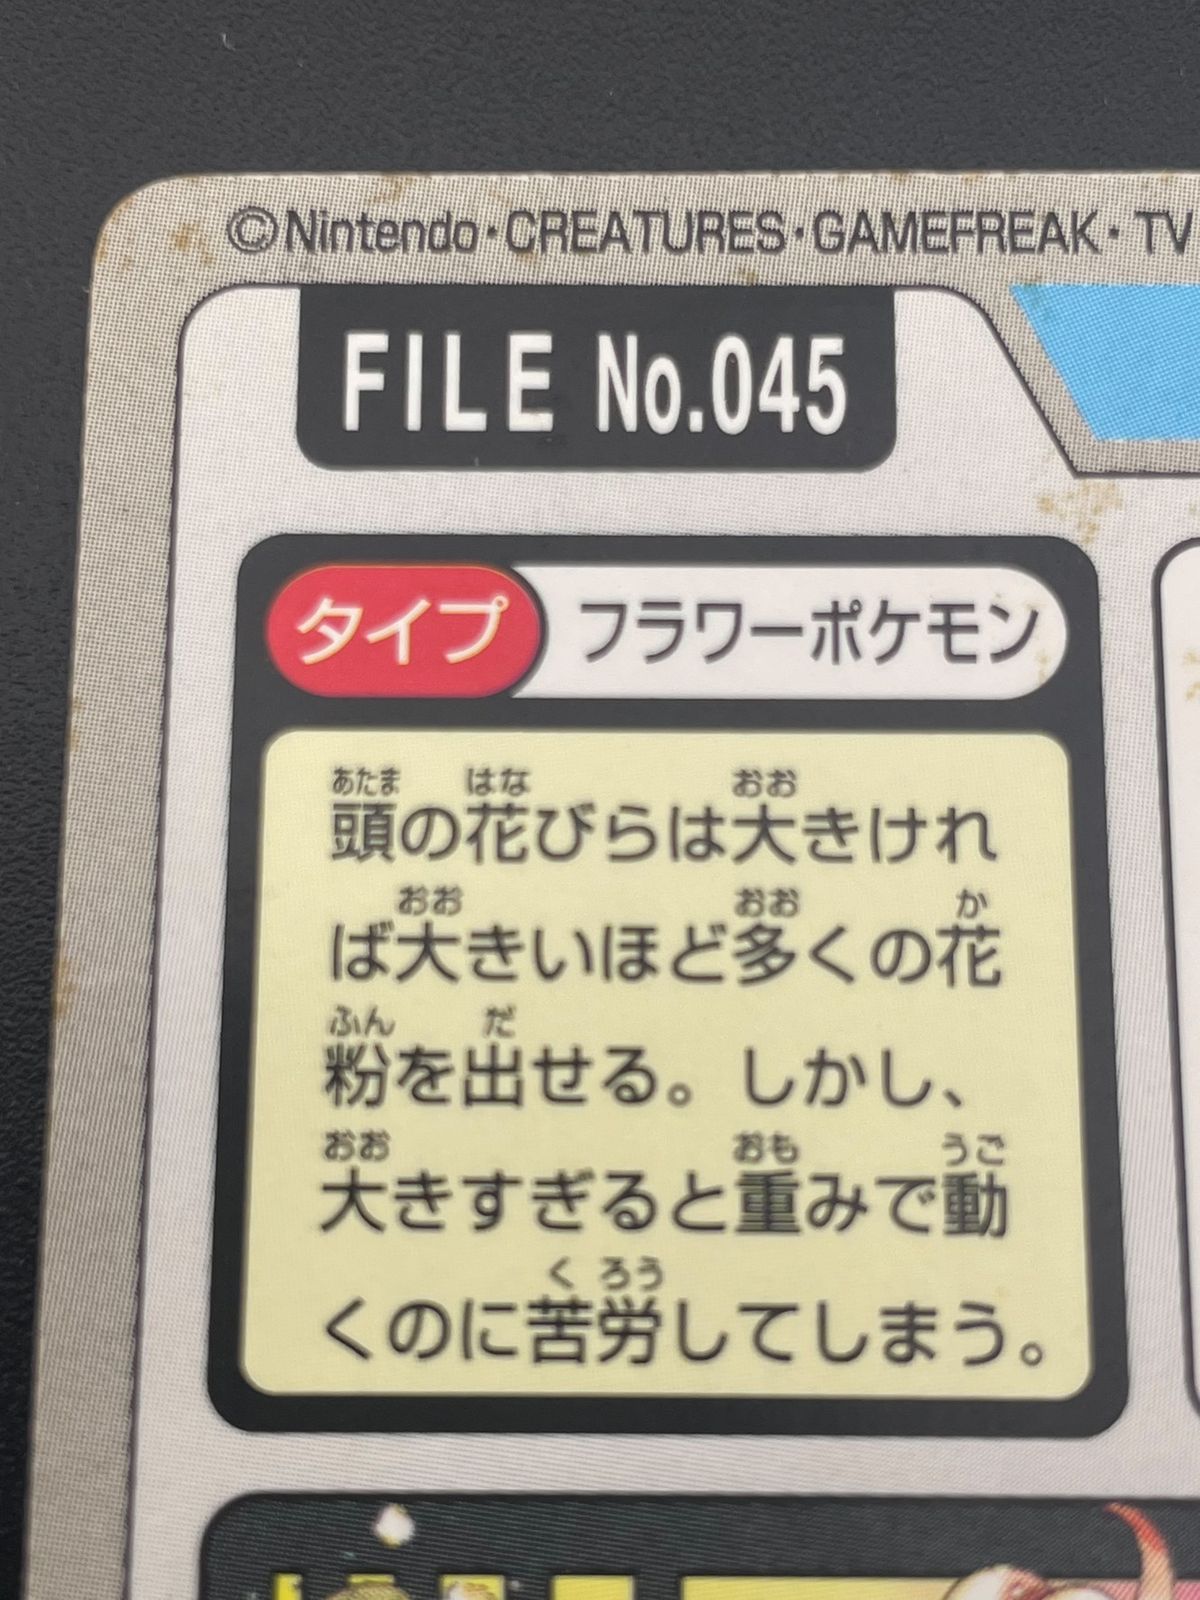 ©Nintendo・CREATURES・GAMEFREAK・TV
FILE No.045
タイプ フラワーポケモン
あたま はな おお
頭の花びらは大きけれ
おお おお か
ば大きいほど多くの花
ふん だ
粉を出せる。しかし、
おお おも うご
大きすぎると重みで動
く ろう
くのに苦労してしまう。